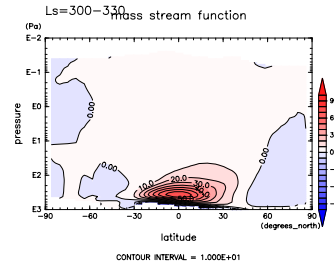 Ls=300-330
mass stream function
(Pa)
E-2
E-1
E0
E1
E2
E3
pressure
0.00
0.00
0.00
10.0
20.0
30.0
-90 -60 -30 0 30 60 90
(degrees_north)
latitude
9
6
3
0
CONTOUR INTERVAL = 1.000E+01